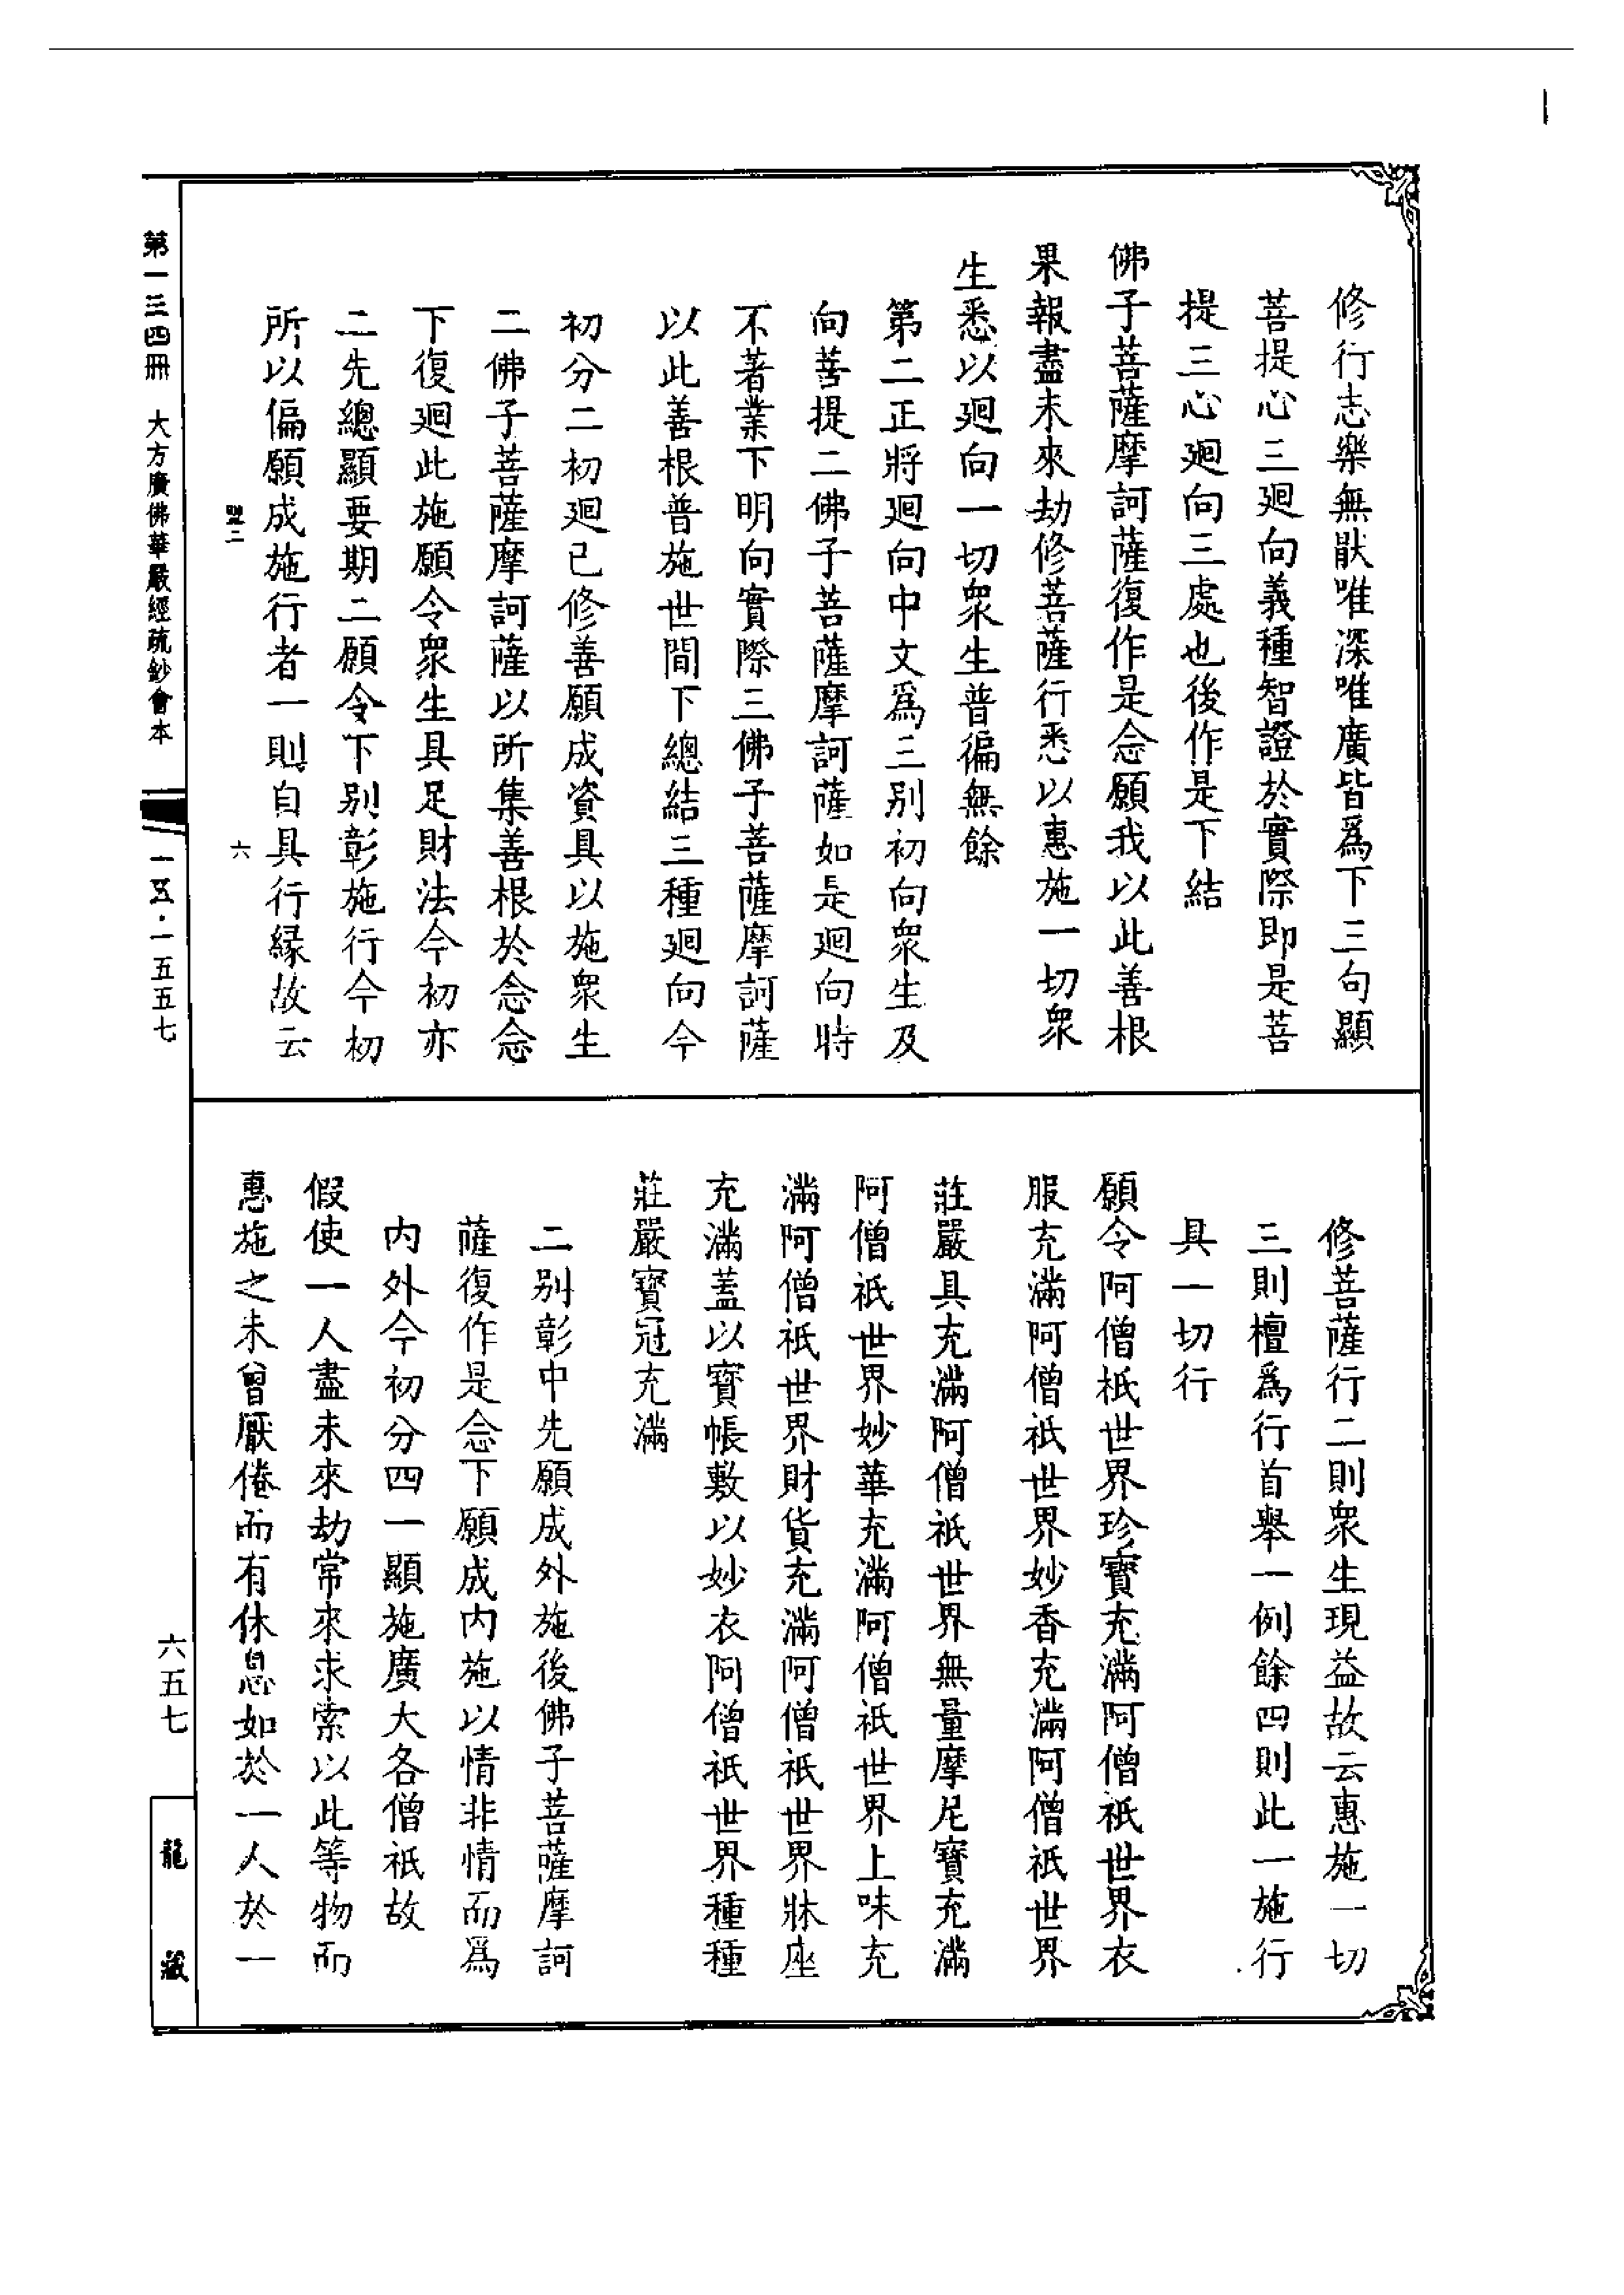 修行志樂無猒唯深唯廣皆爲下三句顯
菩提心三廻向義種智證於實際即是菩
提三心廻向三處也後作是下結
佛子菩薩摩訶薩復作是念願我以此善根
果報盡未來劫修菩薩行悉以惠施一切衆
生悉以廻向一切衆生普徧無餘
第二正將廻向中文爲三別初向衆生及
向菩提二佛子菩薩摩訶薩如是廻向時
不著業下明向實際三佛子菩薩摩訶薩
以此善根普施世間下總結三種廻向今
初分二初廻已修善願成資具以施衆生
二佛子菩薩摩訶薩以所集善根於念念
下復廻此施願令衆生具足財法今初亦
二先總顯要期二願令下別彰施行今初
所以偏願成施行者一則自具行緣故云
六
修菩薩行二則衆生現益故云惠施一切
三則檀爲行首舉一例餘四則此一施行
具一切行
願令阿僧祇世界珍寶充滿阿僧祇世界衣
服充滿阿僧祇世界妙香充滿阿僧祇世界
莊嚴具充滿阿僧祇世界無量摩尼寶充滿
阿僧祇世界妙華充滿阿僧祇世界上味充
滿阿僧祇世界財貨充滿阿僧祇世界牀座
充滿蓋以寶帳敷以妙衣阿僧祇世界種種
莊嚴寶冠充滿
二別彰中先願成外施後佛子菩薩摩訶
薩復作是念下願成內施以情非情而爲
內外今初分四一顯施廣大各僧祇故
假使一人盡未來劫常來求索以此等物而
惠施之未曾厭倦而有休息如於一人於一
第一三四冊 大方廣佛華嚴經疏鈔會本
一五·一五五七
六五七
龍藏